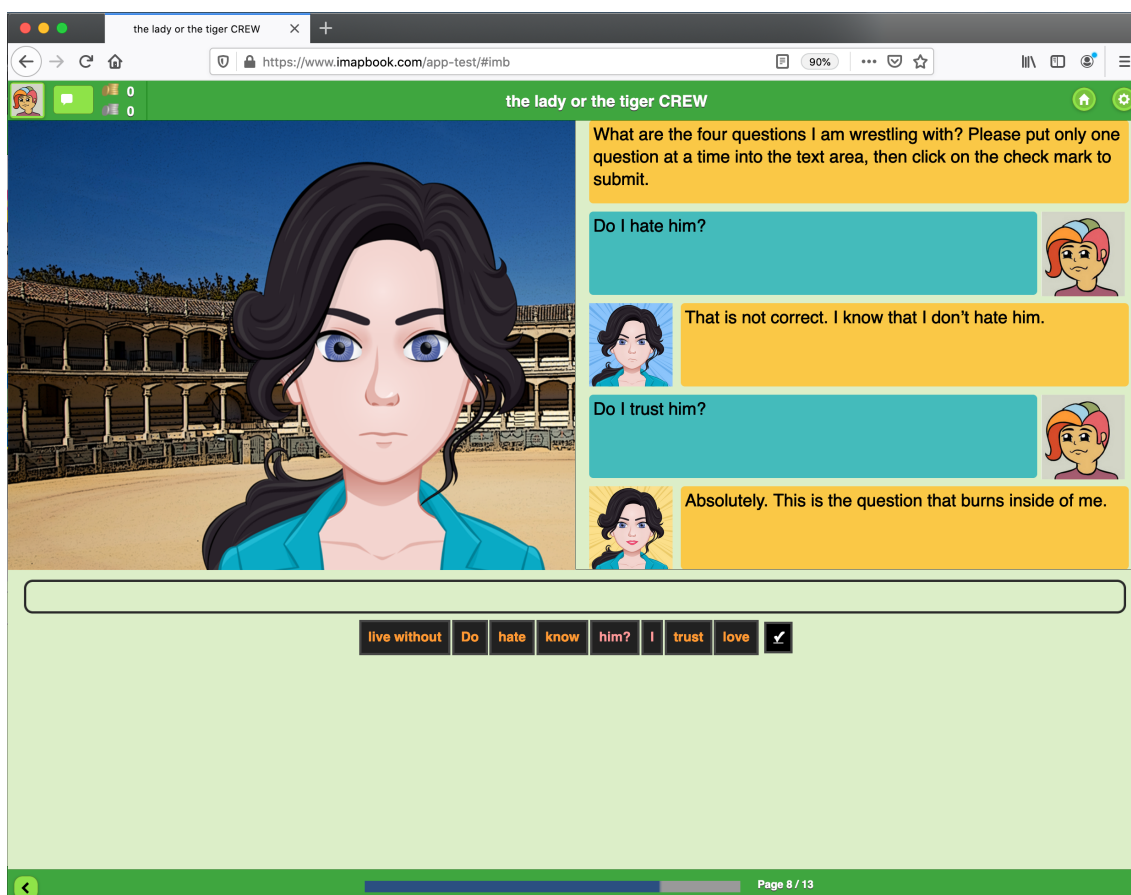 the lady or the tiger CREW
https://www.imapbook.com/app-test/#imb
90%
0
0
the lady or the tiger CREW
What are the four questions I am wrestling with? Please put only one
question at a time into the text area, then click on the check mark to
submit.
Do I hate him?
That is not correct. I know that I don’t hate him.
Do I trust him?
Absolutely. This is the question that burns inside of me.
live without Do hate know him? I trust love
Page 8 / 13